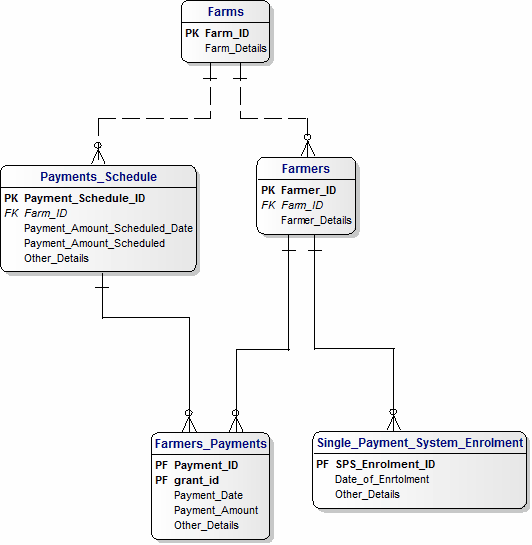 Farms
PK Farm_ID
Farm_Details
Payments_Schedule
PK Payment_Schedule_ID
FK Farm_ID
Payment_Amount_Scheduled_Date
Payment_Amount_Scheduled
Other_Details
Farmers
PK Farmer_ID
FK Farm_ID
Farmer_Details
Farmers_Payments
PF Payment_ID
PF grant_id
Payment_Date
Payment_Amount
Other_Details
Single_Payment_System_Enrolment
PF SPS_Enrolment_ID
Date_of_Enrtolment
Other_Details